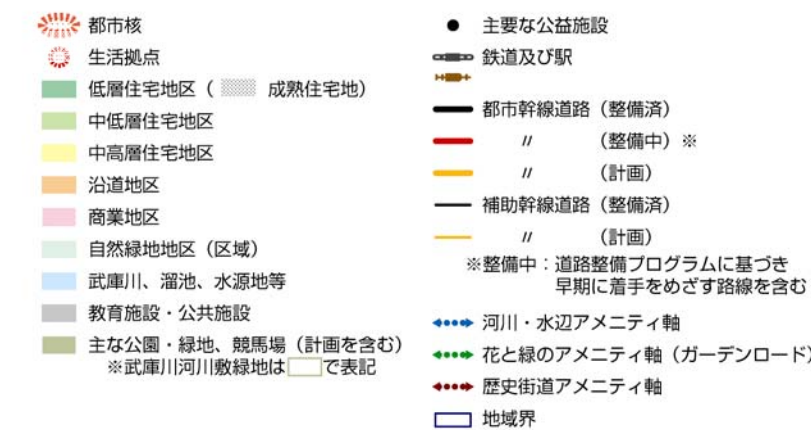 都市核
生活拠点
低層住宅地区( 成熟住宅地)
中低層住宅地区
中高層住宅地区
沿道地区
商業地区
自然緑地地区(区域)
武庫川、溜池、水源地等
教育施設・公共施設
主な公園・緑地、競馬場(計画を含む)
※武庫川河川敷緑地は で表記
主要な公益施設
鉄道及び駅
都市幹線道路(整備済)
〃 (整備中)※
〃 (計画)
補助幹線道路(整備済)
〃 (計画)
※整備中:道路整備プログラムに基づき
早期に着手をめざす路線を含む
河川・水辺アメニティ軸
花と緑のアメニティ軸(ガーデンロード)
歴史街道アメニティ軸
地域界